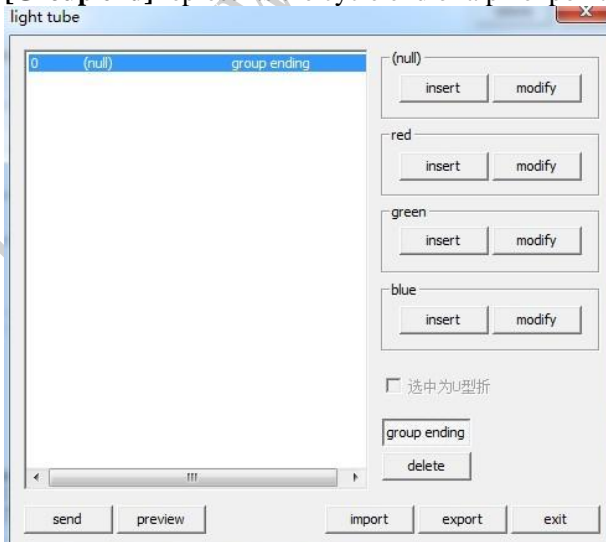 light tube
0 (null) group ending
(null)
insert modify
red
insert modify
green
insert modify
blue
insert modify
选中为U型折
group ending
delete
send preview import export exit